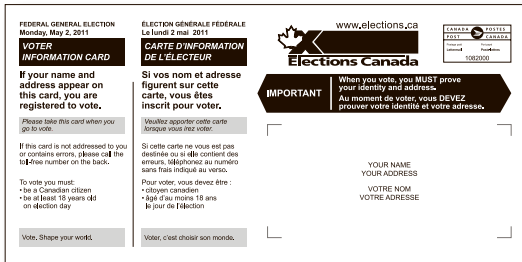 FEDERAL GENERAL ELECTION
Monday, May 2, 2011
VOTER
INFORMATION CARD
If your name and
address appear on
this card, you are
registered to vote.
Please take this card when you
go to vote.
If this card is not addressed to you
or contains errors, please call the
toll-free number on the back.
To vote you must:
• be a Canadian citizen
• be at least 18 years old
on election day
Vote. Shape your world.
ÉLECTION GÉNÉRALE FÉDÉRALE
Le lundi 2 mai 2011
CARTE D'INFORMATION
DE L'ÉLECTEUR
Si vos nom et adresse
figurent sur cette
carte, vous êtes
inscrit pour voter.
Veuillez apporter cette carte
lorsque vous irez voter.
Si cette carte ne vous est pas
destinée ou si elle contient des
erreurs, téléphonez au numéro
sans frais indiqué au verso.
Pour voter, vous devez être :
• citoyen canadien
• âgé d'au moins 18 ans
le jour de l'élection
Voter, c'est choisir son monde.
www.elections.ca
Elections Canada
CANADA POSTES
POST CANADA
1082000
IMPORTANT
When you vote, you MUST prove
your identity and address.
Au moment de voter, vous DEVEZ
prouver votre identité et votre adresse.
YOUR NAME
YOUR ADDRESS
VOTRE NOM
VOTRE ADRESSE